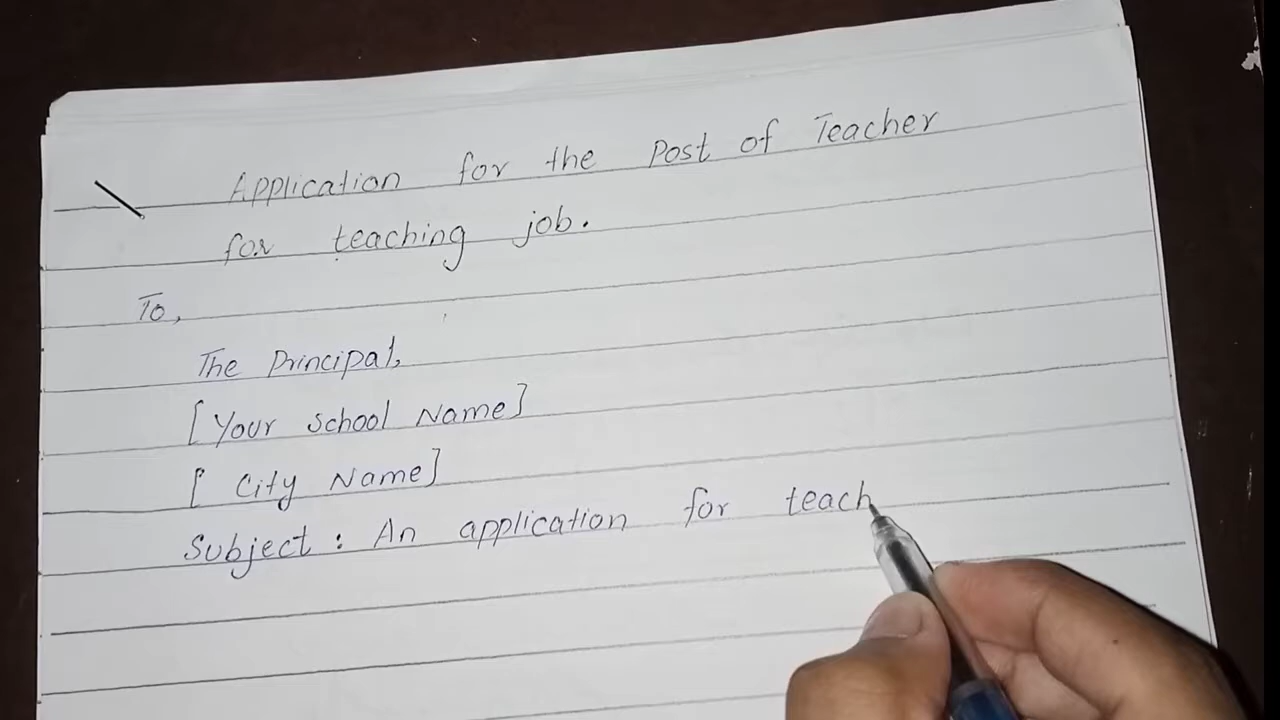 Application for the Post of Teacher
for teaching job.
To,
The Principal,
[Your School Name]
[City Name]
Subject: An application for teach